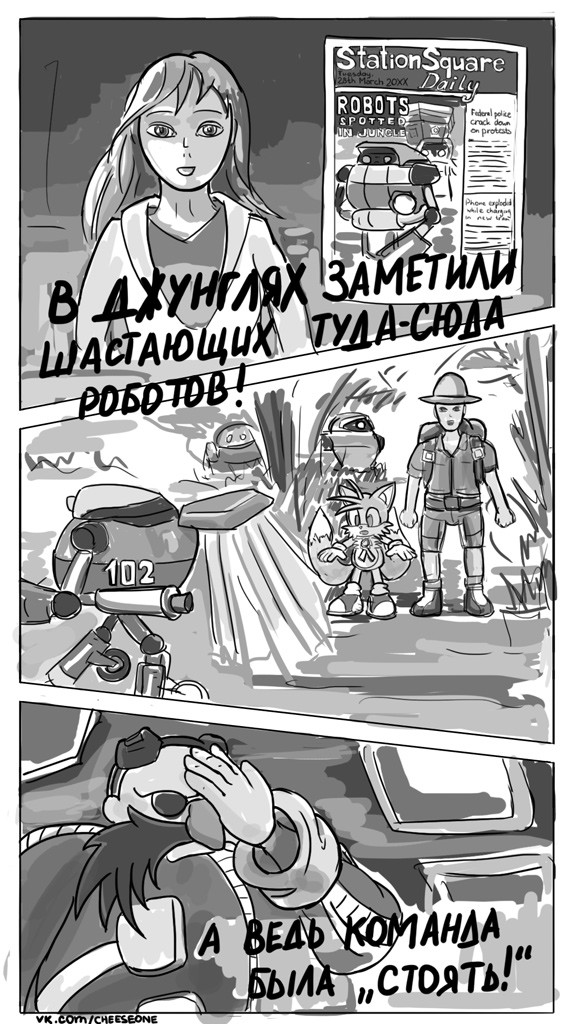 StationSquare
Tuesday.
28th March 20XX
Daily
ROBOTS
SPOTTED
IN JUNGLE
Federal police
crack down
on protests
Phone exploded
while charging
in new
В ДЖУНГЛЯХ ЗАМЕТИЛИ
ШАСТАЮЩИХ ТУДА-СЮДА
РОБОТОВ!
102
А ВЕДЬ КОМАНДА
БЫЛА „СТОЯТЬ!“
VK.COM/CHEESEONE